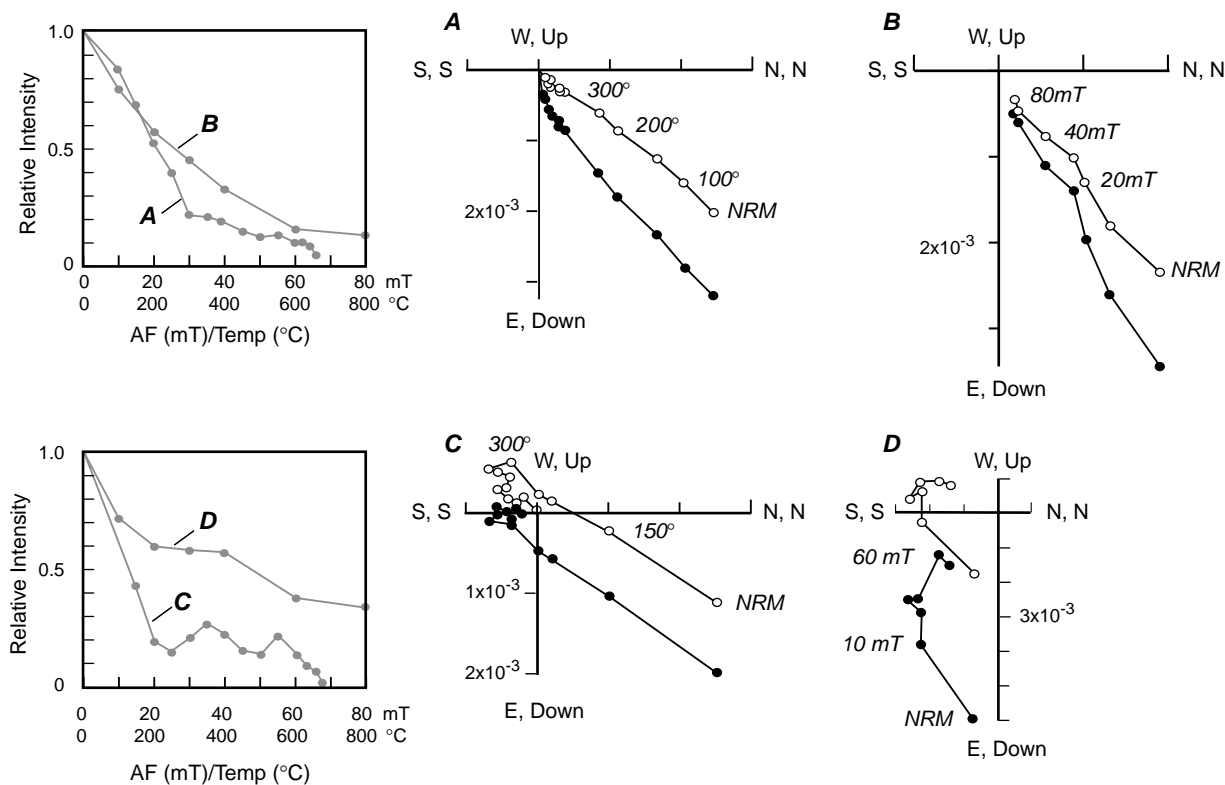 1.0
0.5
0
Relative Intensity
B
A
0 20 40 60 80 mT
0 200 400 600 800 °C
AF (mT)/Temp (°C)
A
W, Up
S, S
N, N
300°
200°
100°
NRM
2x10⁻³
E, Down
B
W, Up
S, S
N, N
80mT
40mT
20mT
2x10⁻³
NRM
E, Down
1.0
0.5
0
Relative Intensity
D
C
0 20 40 60 80 mT
0 200 400 600 800 °C
AF (mT)/Temp (°C)
C
300°
W, Up
S, S
N, N
150°
NRM
1x10⁻³
2x10⁻³
E, Down
D
W, Up
S, S
N, N
60 mT
3x10⁻³
10 mT
NRM
E, Down